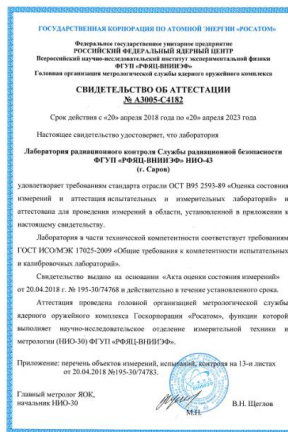 ГОСУДАРСТВЕННАЯ КОРПОРАЦИЯ ПО АТОМНОЙ ЭНЕРГИИ «РОСАТОМ»
Федеральное государственное унитарное предприятие
РОССИЙСКИЙ ФЕДЕРАЛЬНЫЙ ЯДЕРНЫЙ ЦЕНТР
Всероссийский научно-исследовательский институт экспериментальной физики
ФГУП «РФЯЦ-ВНИИЭФ»
Головная организация метрологической службы ядерного оружейного комплекса
СВИДЕТЕЛЬСТВО ОБ АТТЕСТАЦИИ
№ А3005-С4182
Срок действия с «20» апреля 2018 года по «20» апреля 2023 года
Настоящее свидетельство удостоверяет, что лаборатория
Лаборатория радиационного контроля Службы радиационной безопасности
ФГУП «РФЯЦ-ВНИИЭФ» НИО-43
(г. Саров)
удовлетворяет требованиям стандарта отрасли ОСТ В95 2593-89 «Оценка состояния
измерений и аттестация испытательных и измерительных лабораторий» и
аттестована для проведения измерений в области, установленной в приложении к
настоящему свидетельству.
Лаборатория в части технической компетентности соответствует требованиям
ГОСТ ИСО/МЭК 17025-2009 «Общие требования к компетентности испытательных
и калибровочных лабораторий».
Свидетельство выдано на основании «Акта оценки состояния измерений»
от 20.04.2018 г. № 195-30/74768 и действительно в течение установленного срока.
Аттестация проведена головной организацией метрологической службы
ядерного оружейного комплекса Госкорпорации «Росатом», функции которой
выполняет научно-исследовательское отделение измерительной техники и
метрологии (НИО-30) ФГУП «РФЯЦ-ВНИИЭФ».
Приложение: перечень объектов измерений, испытаний, контроля на 13-и листах
от 20.04.2018 №195-30/74783.
Главный метролог ЯОК,
начальник НИО-30
В.Н. Щеглов
М.П.